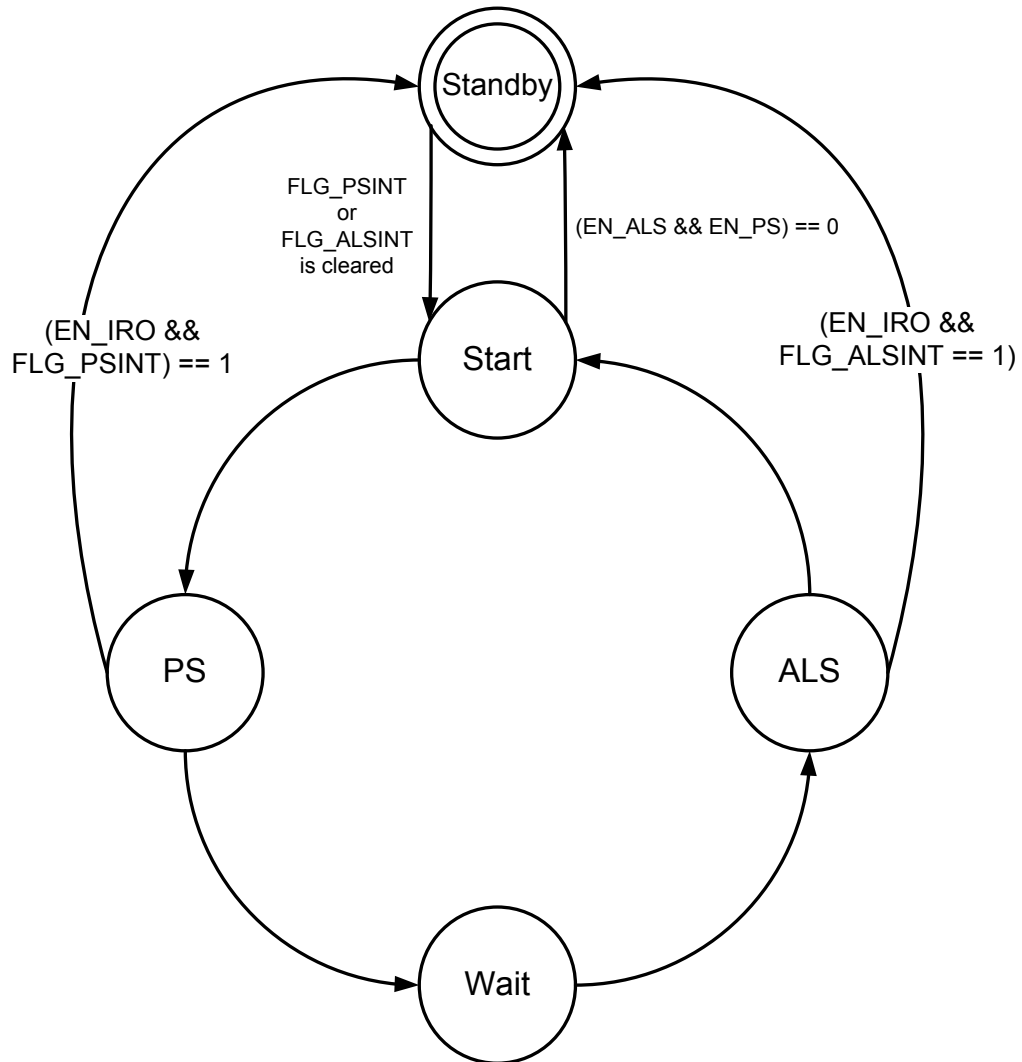 Standby
FLG_PSINT
or
FLG_ALSINT
is cleared
(EN_ALS && EN_PS) == 0
(EN_IRO &&
FLG_PSINT) == 1
Start
(EN_IRO &&
FLG_ALSINT == 1)
PS
ALS
Wait